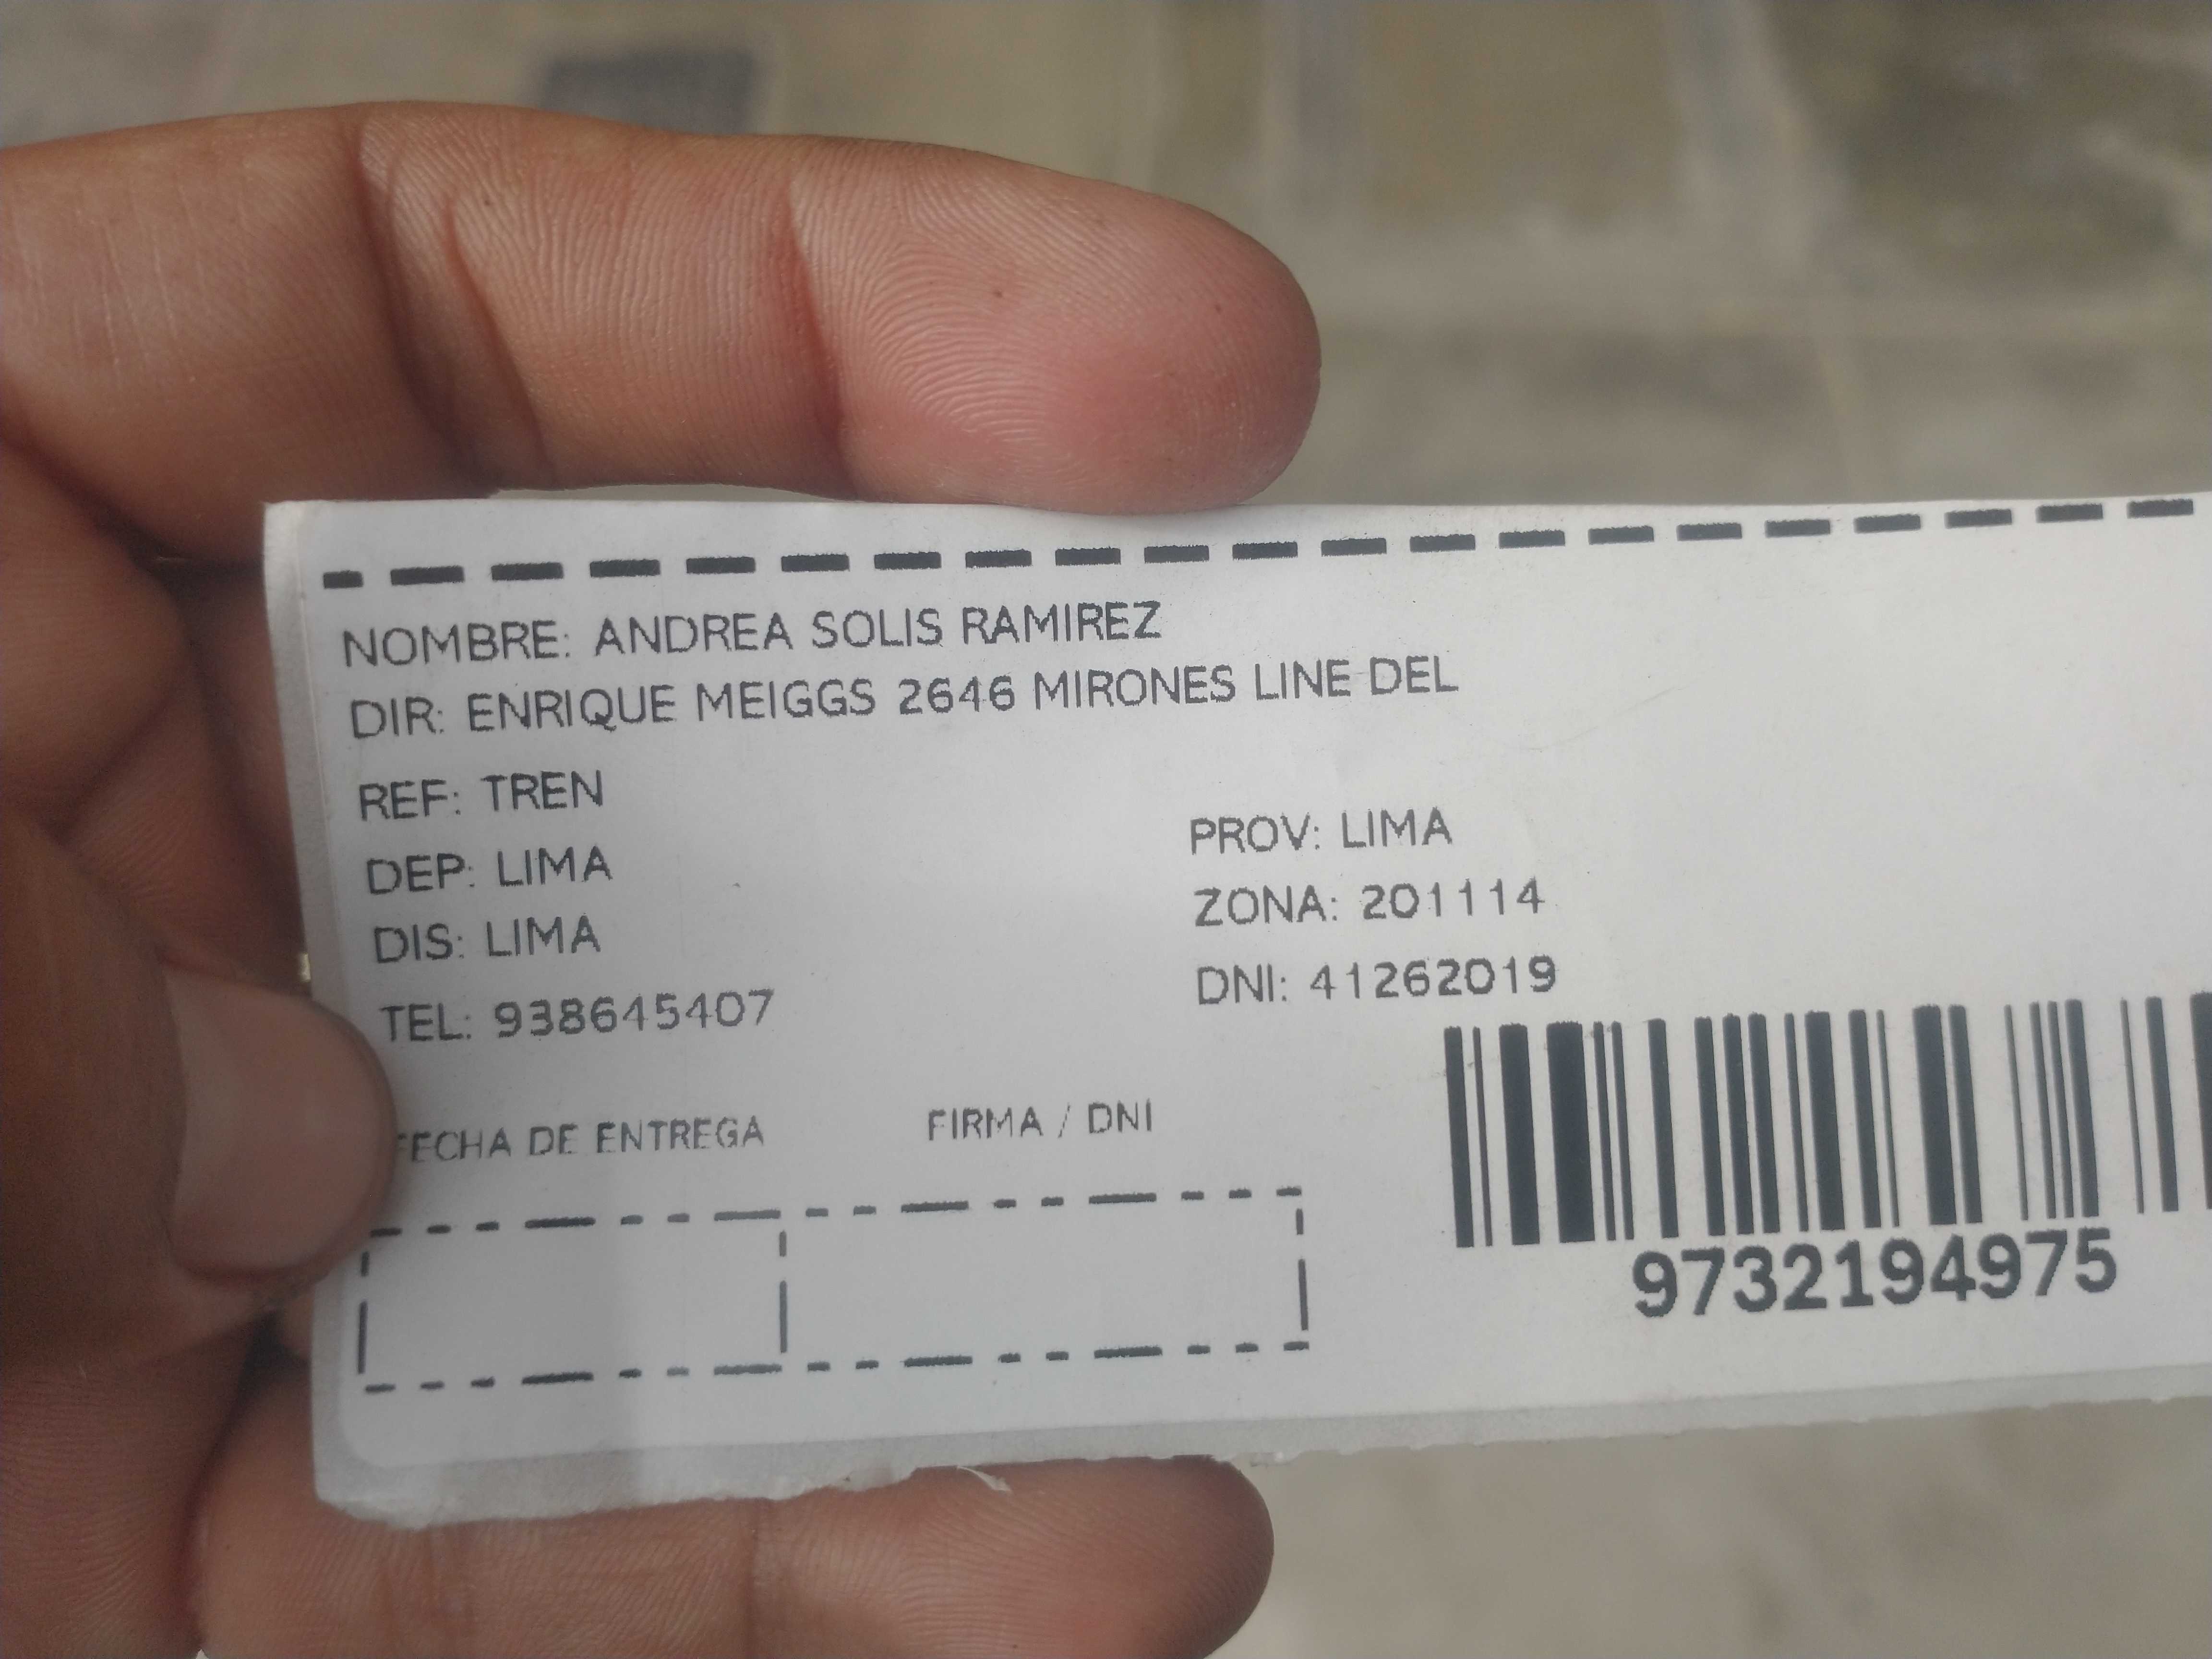 NOMBRE: ANDREA SOLIS RAMIREZ
DIR: ENRIQUE MEIGGS 2646 MIRONES LINE DEL
REF: TREN
DEP: LIMA
PROV: LIMA
DIS: LIMA
ZONA: 201114
TEL: 938645407
DNI: 41262019
FECHA DE ENTREGA
FIRMA / DNI
9732194975